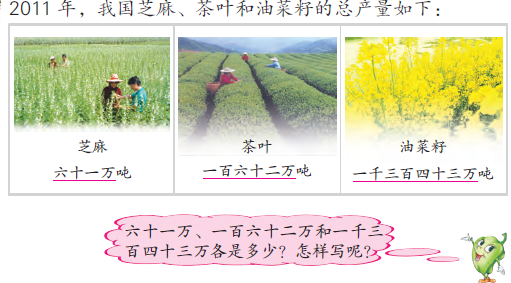 2011 年，我国芝麻、茶叶和油菜籽的总产量如下：
芝麻
茶叶
油菜籽
六十一万吨
一百六十二万吨
一千三百四十三万吨
六十一万、一百六十二万和一千三
百四十三万各是多少？怎样写呢？